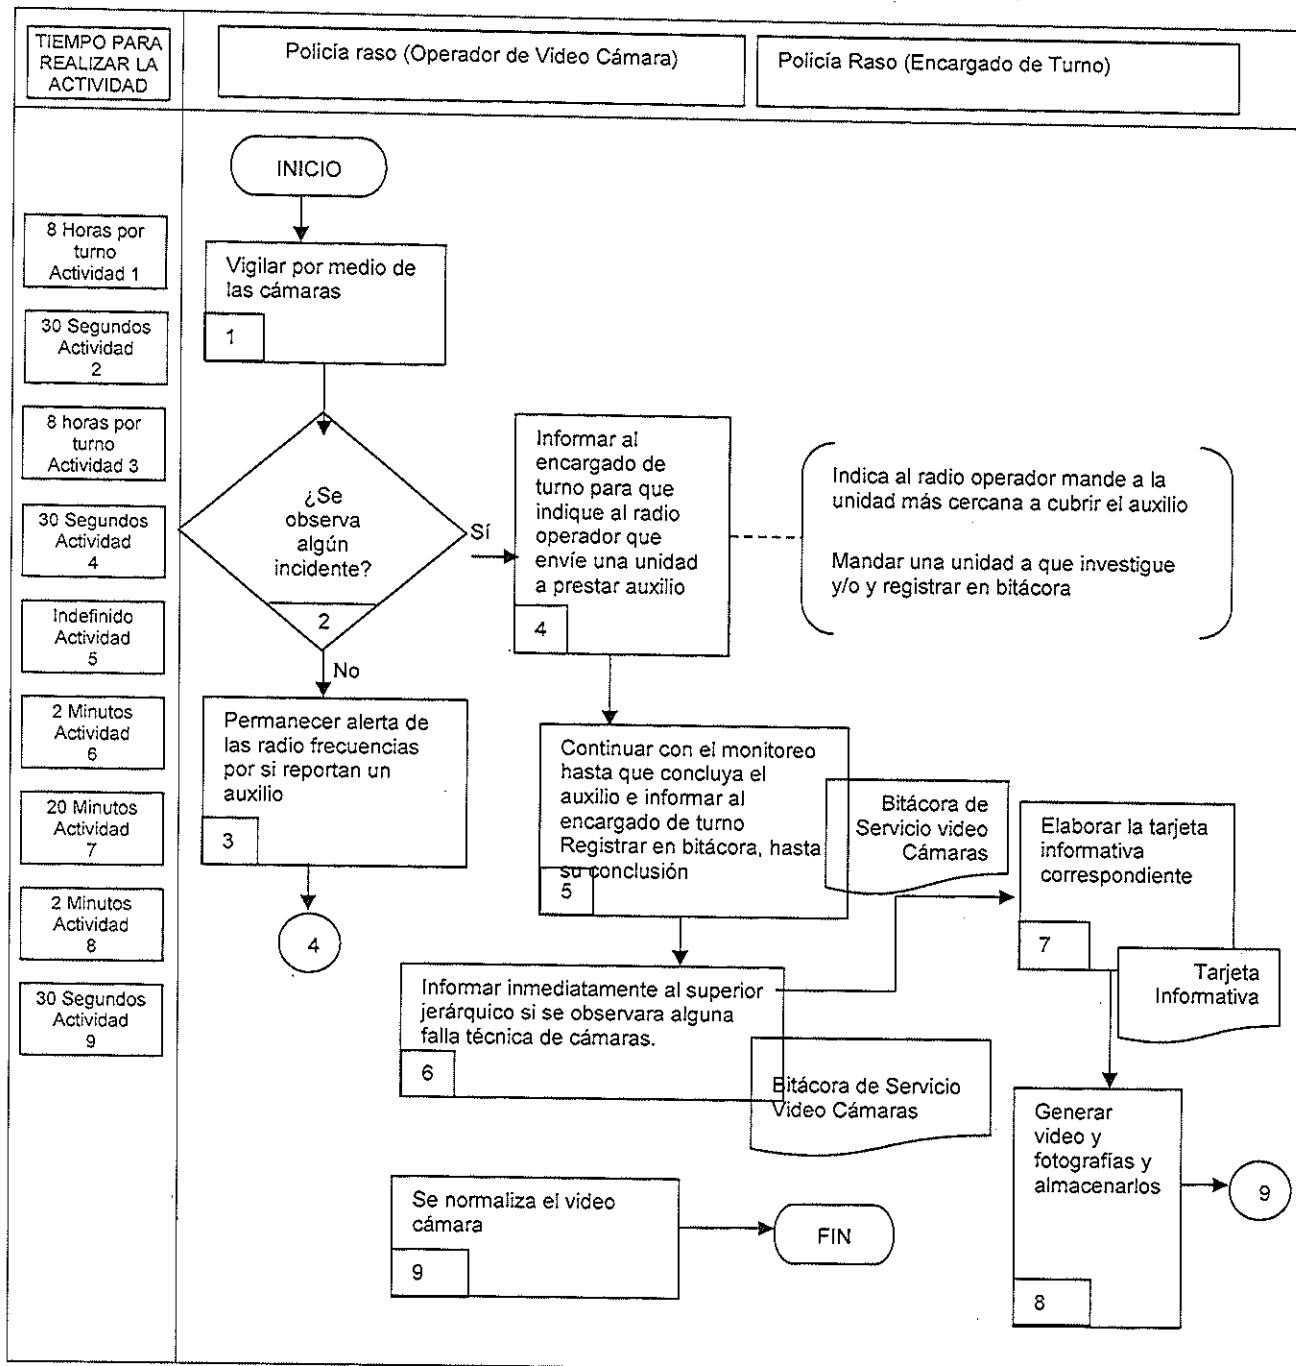 TIEMPO PARA
REALIZAR LA
ACTIVIDAD
Policía raso (Operador de Video Cámara)
Policía Raso (Encargado de Turno)
INICIO
8 Horas por
turno
Actividad 1
30 Segundos
Actividad
2
8 horas por
turno
Actividad 3
30 Segundos
Actividad
4
Indefinido
Actividad
5
2 Minutos
Actividad
6
20 Minutos
Actividad
7
2 Minutos
Actividad
8
30 Segundos
Actividad
9
Vigilar por medio de
las cámaras
1
¿Se
observa
algún
incidente?
2
Sí
No
Informar al
encargado de
turno para que
indique al radio
operador que
envíe una unidad
a prestar auxilio
4
Indica al radio operador mande a la
unidad más cercana a cubrir el auxilio
Mandar una unidad a que investigue
y/o y registrar en bitácora
Permanecer alerta de
las radio frecuencias
por si reportan un
auxilio
3
4
Continuar con el monitoreo
hasta que concluya el
auxilio e informar al
encargado de turno
Registrar en bitácora, hasta
su conclusión
5
Bitácora de
Servicio video
Cámaras
Elaborar la tarjeta
informativa
correspondiente
7
Tarjeta
Informativa
Informar inmediatamente al superior
jerárquico si se observara alguna
falla técnica de cámaras.
6
Bitácora de Servicio
Video Cámaras
Generar
video y
fotografías y
almacenarlos
8
9
Se normaliza el video
cámara
9
FIN